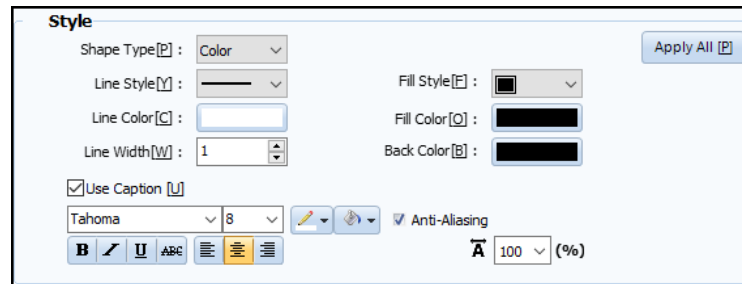 Style
Shape Type[P] : Color Apply All [P]
Line Style[Y] : Fill Style[F] :
Line Color[C] : Fill Color[O] :
Line Width[W] : 1 Back Color[B] :
Use Caption [U]
Tahoma 8 Anti-Aliasing
B I U ABC A 100 (%)